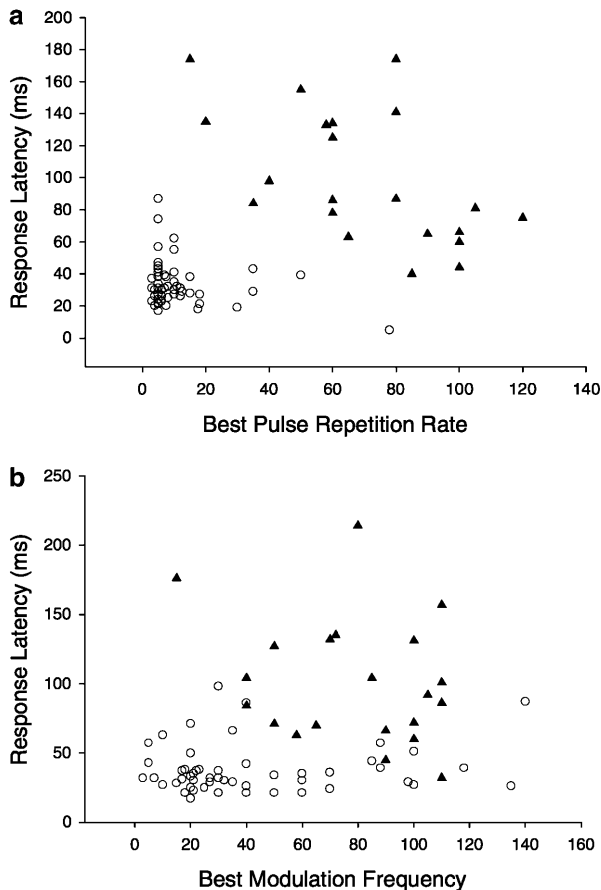 a
200
180
160
140
120
100
80
60
40
20
0
Response Latency (ms)
0 20 40 60 80 100 120 140
Best Pulse Repetition Rate
b
250
200
150
100
50
0
Response Latency (ms)
0 20 40 60 80 100 120 140 160
Best Modulation Frequency